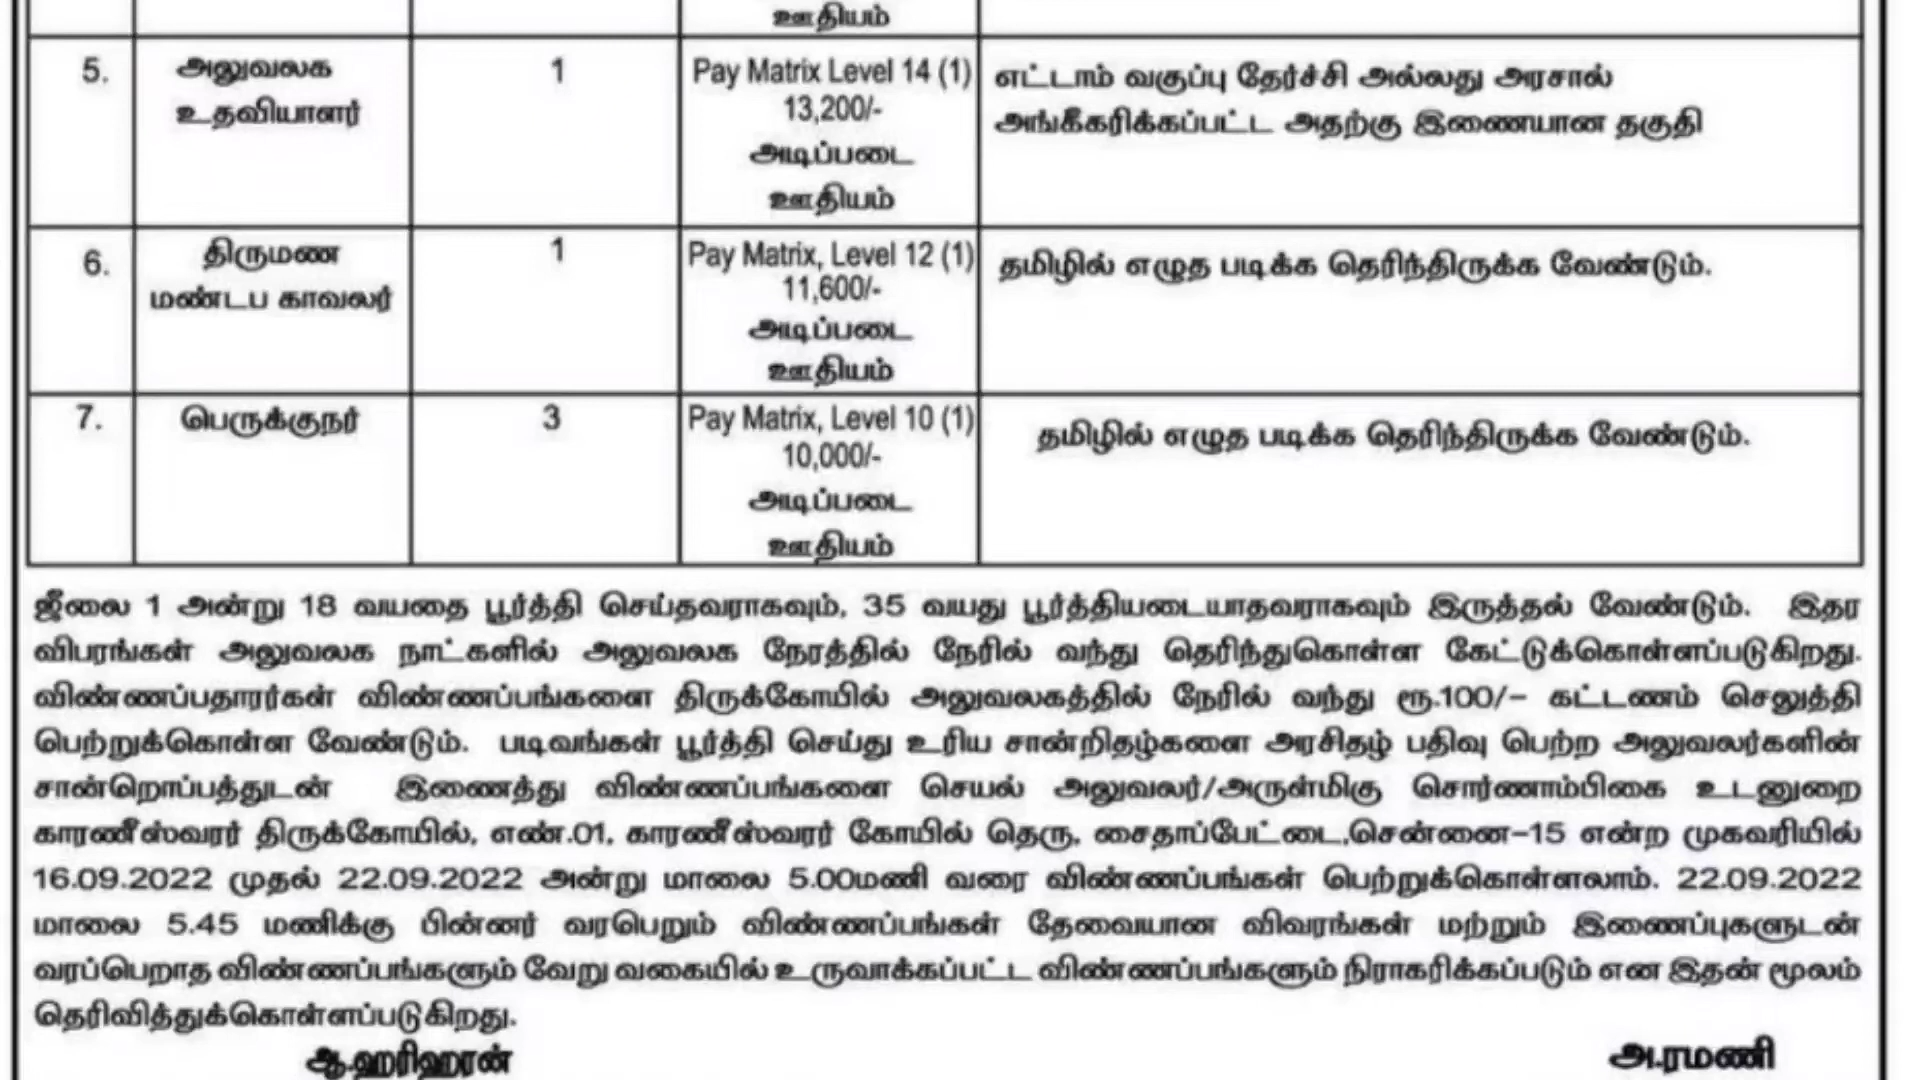 ஊதியம்
5. அலுவலக உதவியாளர் 1 Pay Matrix Level 14 (1) 13,200/- அடிப்படை ஊதியம் எட்டாம் வகுப்பு தேர்ச்சி அல்லது அரசால் அங்கீகரிக்கப்பட்ட அதற்கு இணையான தகுதி
6. திருமண மண்டப காவலர் 1 Pay Matrix, Level 12 (1) 11,600/- அடிப்படை ஊதியம் தமிழில் எழுத படிக்க தெரிந்திருக்க வேண்டும்.
7. பெருக்குநர் 3 Pay Matrix, Level 10 (1) 10,000/- அடிப்படை ஊதியம் தமிழில் எழுத படிக்க தெரிந்திருக்க வேண்டும்.
ஜீலை 1 அன்று 18 வயதை பூர்த்தி செய்தவராகவும், 35 வயது பூர்த்தியடையாதவராகவும் இருத்தல் வேண்டும். இதர
விபரங்கள் அலுவலக நாட்களில் அலுவலக நேரத்தில் நேரில் வந்து தெரிந்துகொள்ள கேட்டுக்கொள்ளப்படுகிறது.
விண்ணப்பதாரர்கள் விண்ணப்பங்களை திருக்கோயில் அலுவலகத்தில் நேரில் வந்து ரூ.100/- கட்டணம் செலுத்தி
பெற்றுக்கொள்ள வேண்டும். படிவங்கள் பூர்த்தி செய்து உரிய சான்றிதழ்களை அரசிதழ் பதிவு பெற்ற அலுவலர்களின்
சான்றொப்பத்துடன் இணைத்து விண்ணப்பங்களை செயல் அலுவலர்/அருள்மிகு சொர்ணாம்பிகை உடனுறை
காரணீஸ்வரர் திருக்கோயில், எண்.01, காரணீஸ்வரர் கோயில் தெரு, சைதாப்பேட்டை,சென்னை-15 என்ற முகவரியில்
16.09.2022 முதல் 22.09.2022 அன்று மாலை 5.00மணி வரை விண்ணப்பங்கள் பெற்றுக்கொள்ளலாம். 22.09.2022
மாலை 5.45 மணிக்கு பின்னர் வரபெறும் விண்ணப்பங்கள் தேவையான விவரங்கள் மற்றும் இணைப்புகளுடன்
வரப்பெறாத விண்ணப்பங்களும் வேறு வகையில் உருவாக்கப்பட்ட விண்ணப்பங்களும் நிராகரிக்கப்படும் என இதன் மூலம்
தெரிவித்துக்கொள்ளப்படுகிறது.
ஆ.ஹரிஹரன் அ.ரமணி